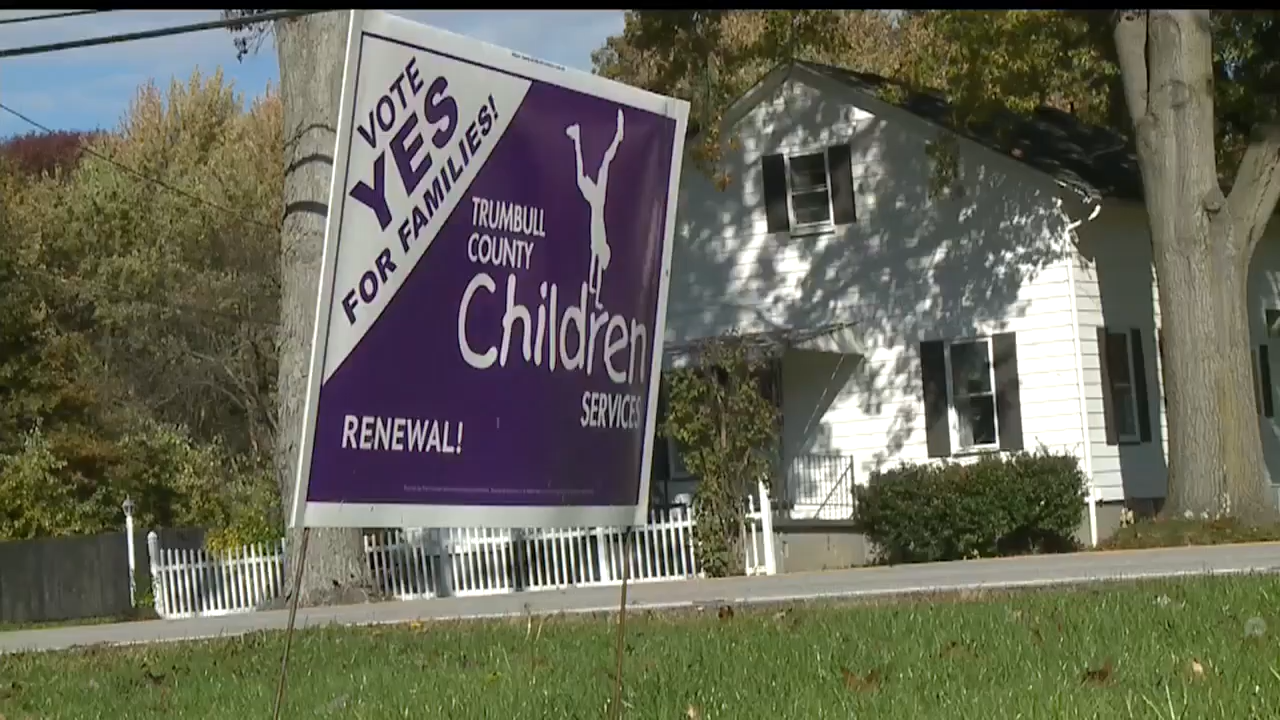 VOTE
YES
FOR FAMILIES!
TRUMBULL
COUNTY
Children
SERVICES
RENEWAL!